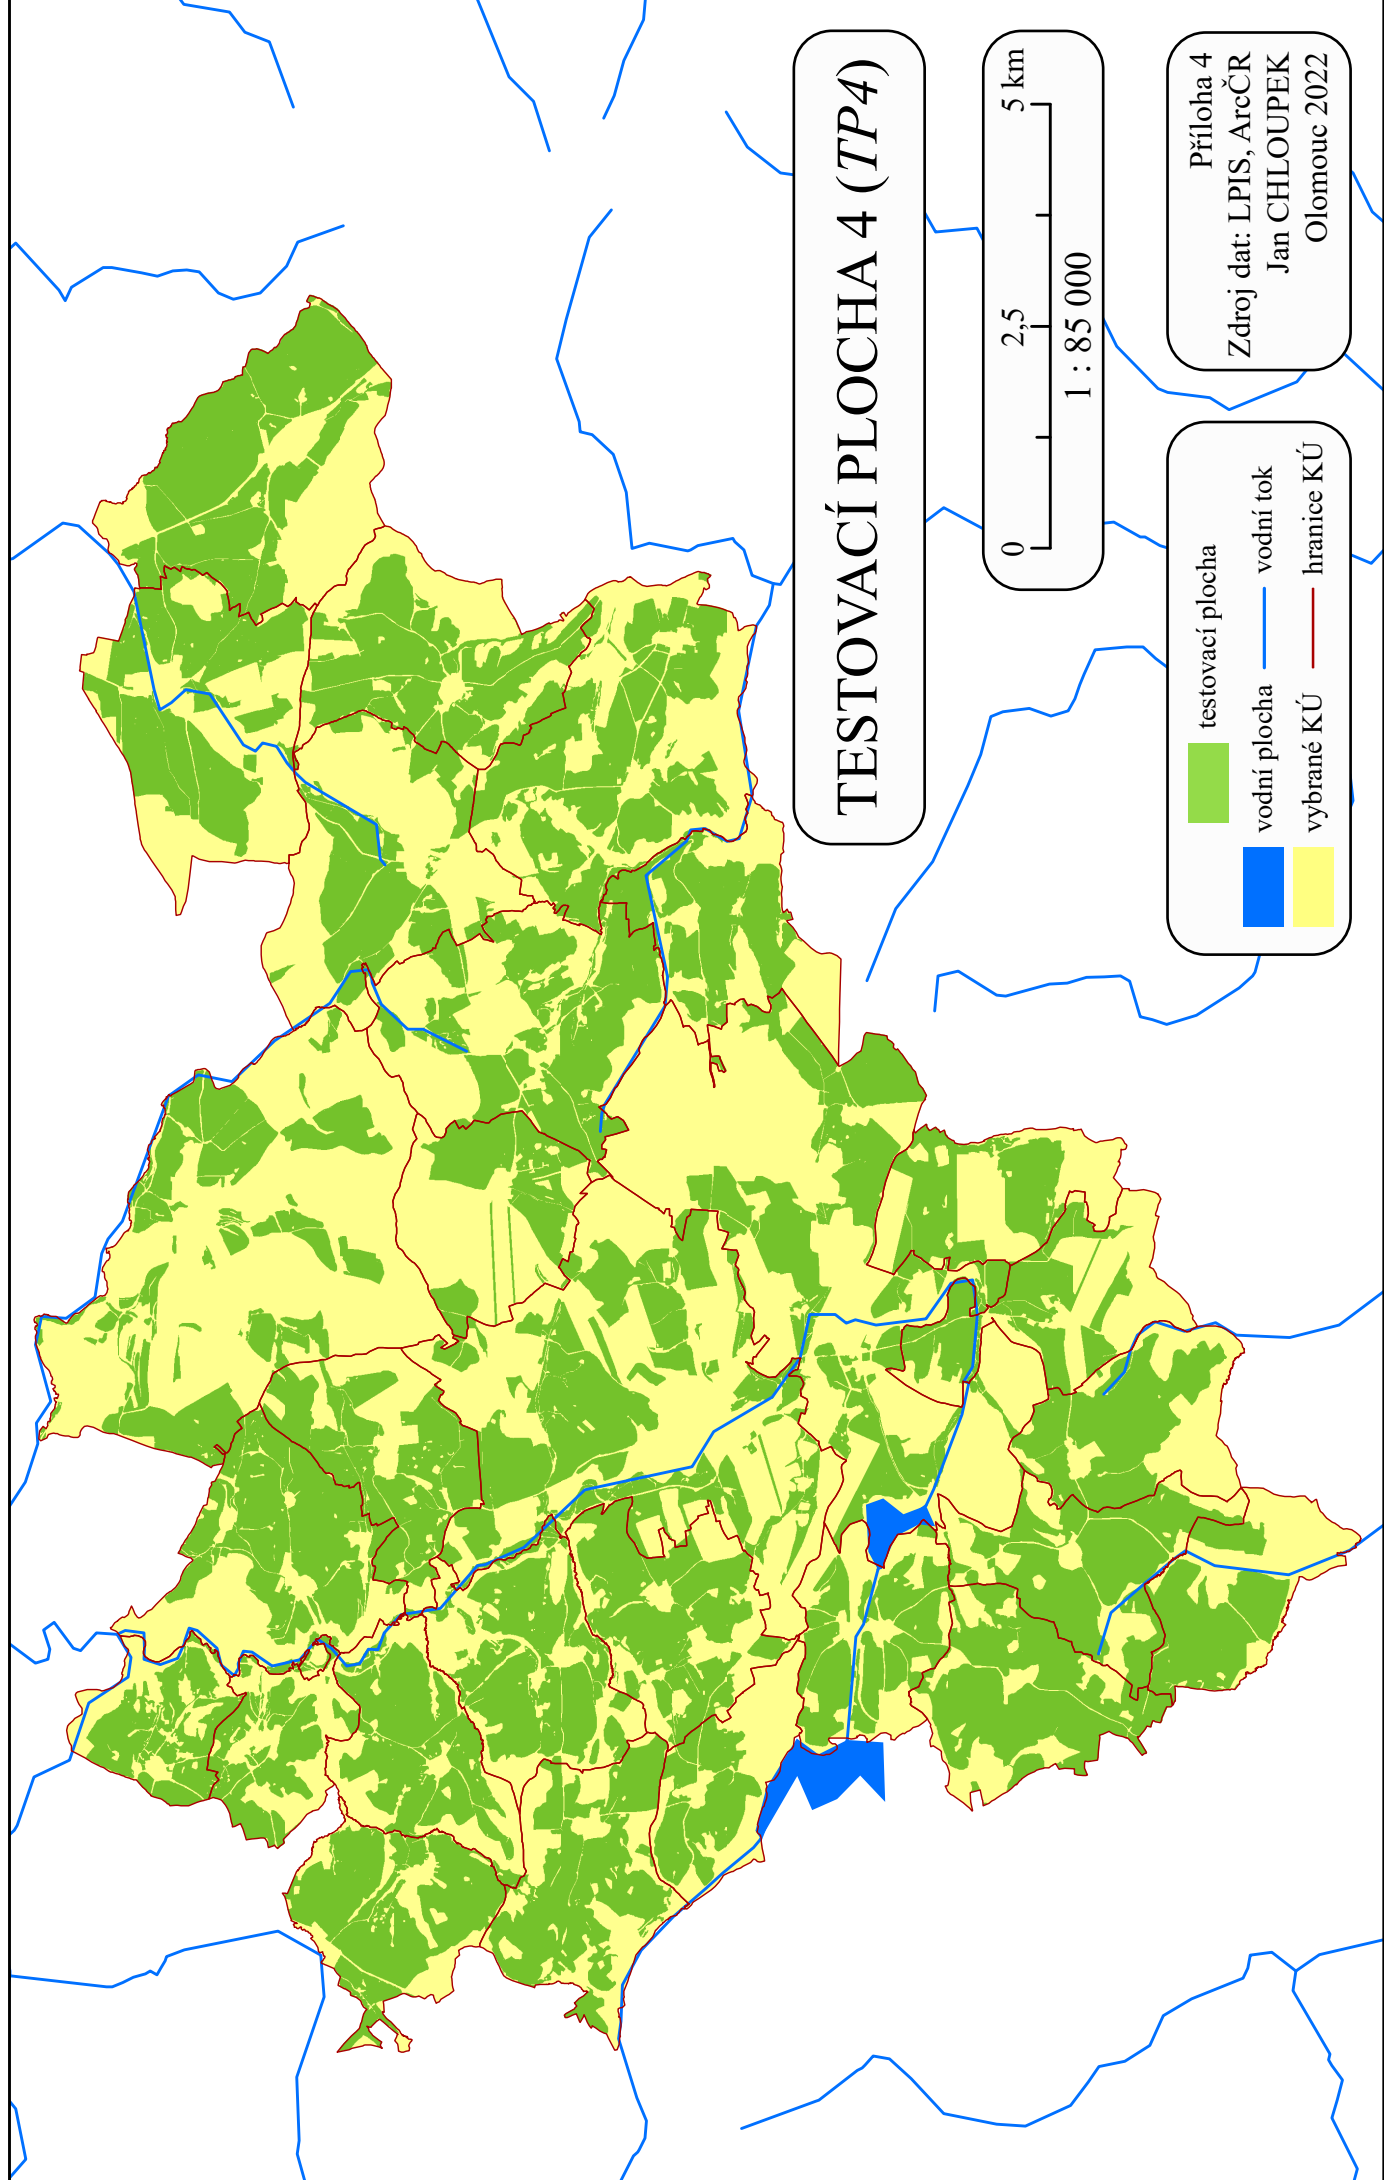 TESTOVACÍ PLOCHA 4 (TP4)
0 2,5 5 km
1 : 85 000
testovací plocha
vodní plocha vodní tok
vybrané KÚ hranice KÚ
Příloha 4
Zdroj dat: LPIS, ArcČR
Jan CHLOUPEK
Olomouc 2022